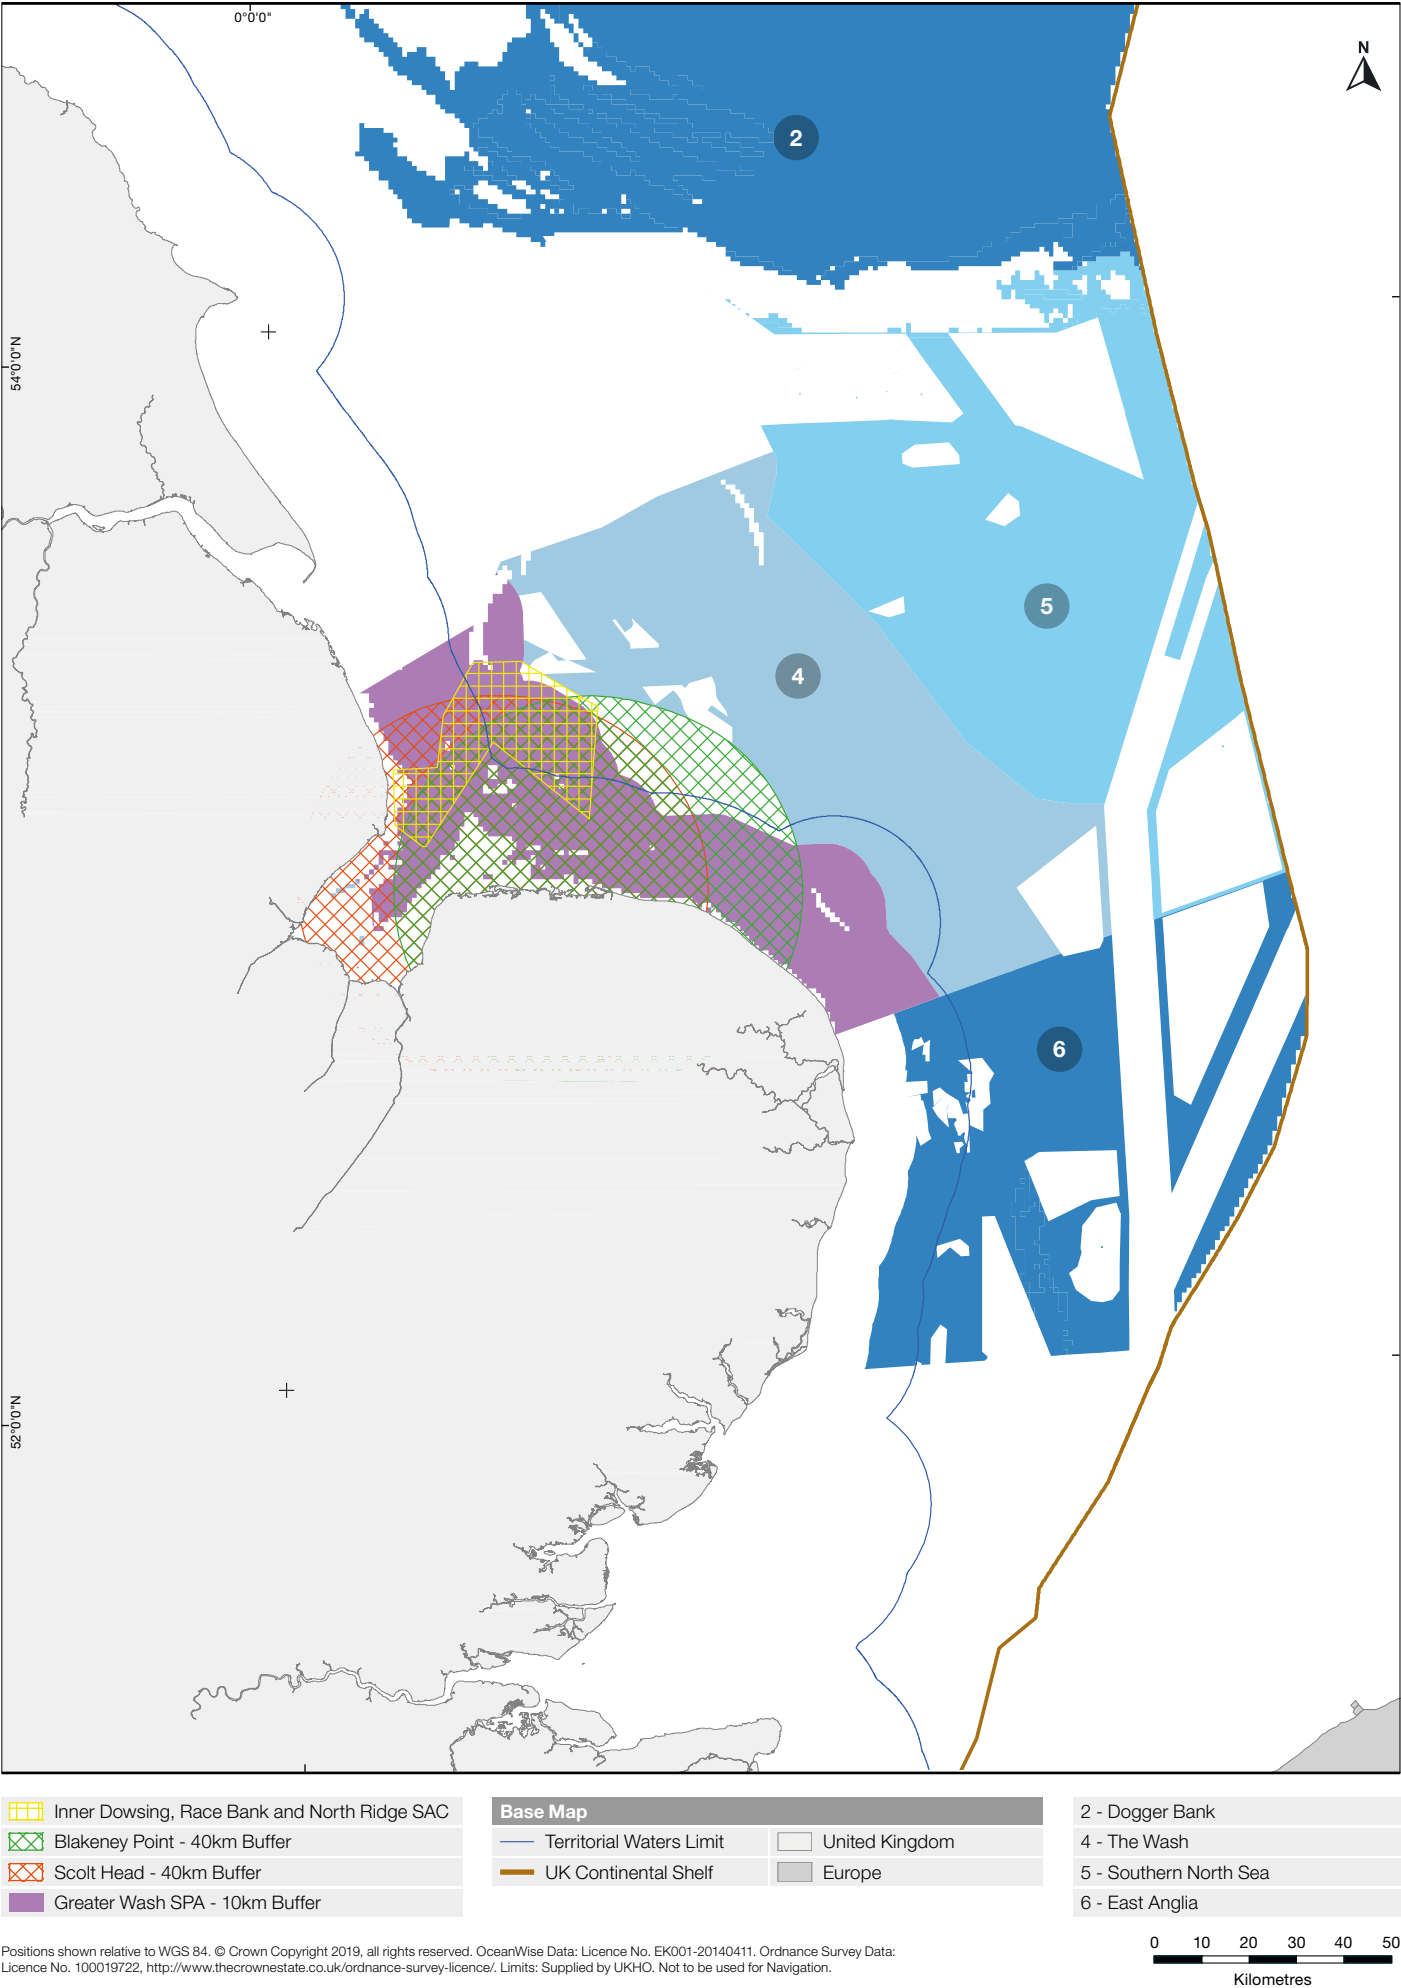 0°0'0"
N
2
54°0'0"N
5
4
6
52°0'0"N
Inner Dowsing, Race Bank and North Ridge SAC
Blakeney Point - 40km Buffer
Scolt Head - 40km Buffer
Greater Wash SPA - 10km Buffer
Base Map
Territorial Waters Limit
United Kingdom
UK Continental Shelf
Europe
2 - Dogger Bank
4 - The Wash
5 - Southern North Sea
6 - East Anglia
Positions shown relative to WGS 84. © Crown Copyright 2019, all rights reserved. OceanWise Data: Licence No. EK001-20140411. Ordnance Survey Data:
Licence No. 100019722, http://www.thecrownestate.co.uk/ordnance-survey-licence/. Limits: Supplied by UKHO. Not to be used for Navigation.
0 10 20 30 40 50
Kilometres